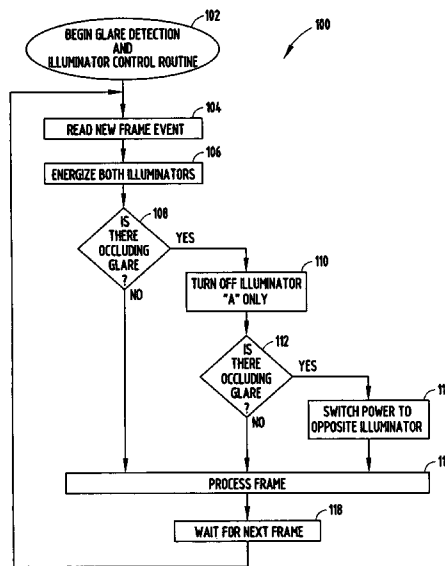 102
BEGIN GLARE DETECTION
AND
ILLUMINATOR CONTROL ROUTINE
100
104
READ NEW FRAME EVENT
106
ENERGIZE BOTH ILLUMINATORS
108
IS
THERE
OCCLUDING
GLARE
?
YES
NO
110
TURN OFF ILLUMINATOR
"A" ONLY
112
IS
THERE
OCCLUDING
GLARE
?
YES
NO
SWITCH POWER TO
OPPOSITE ILLUMINATOR
PROCESS FRAME
118
WAIT FOR NEXT FRAME